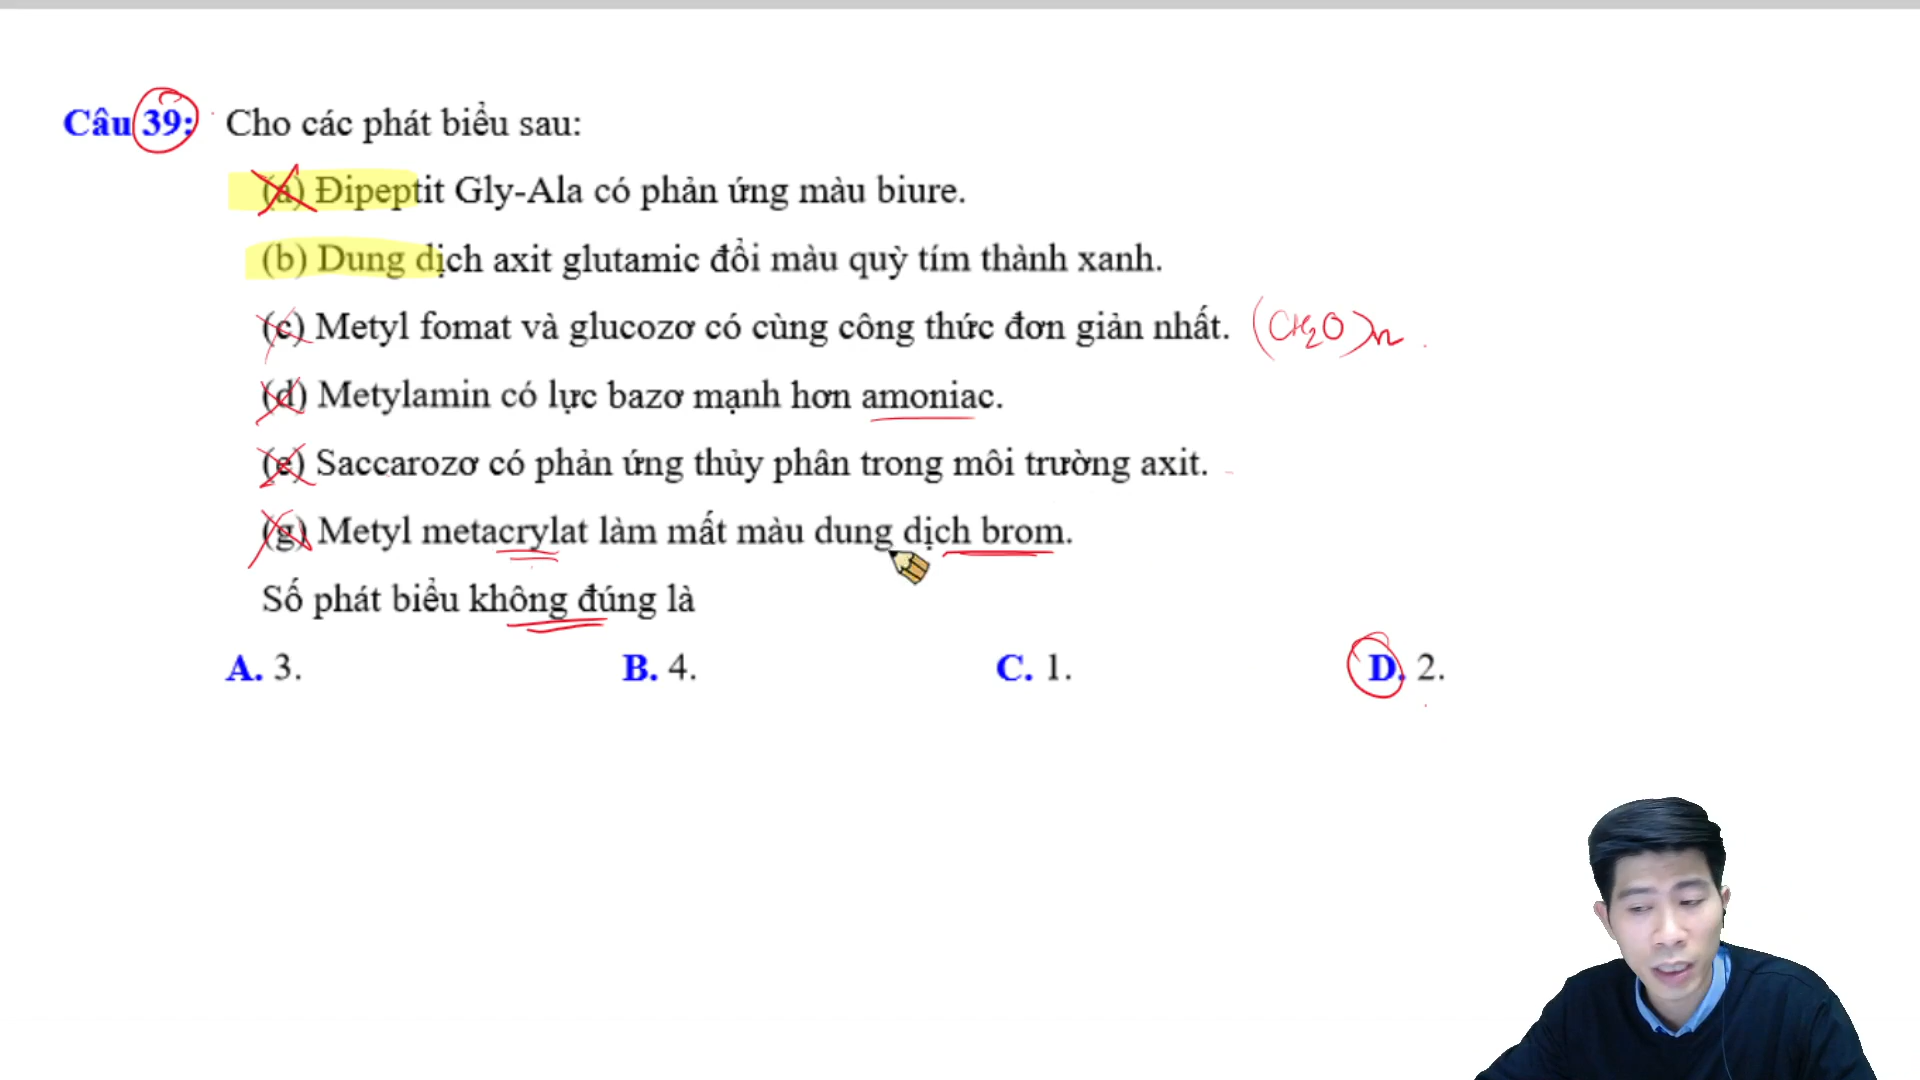 Câu 39: Cho các phát biểu sau:
(a) Đipeptit Gly-Ala có phản ứng màu biure.
(b) Dung dịch axit glutamic đổi màu quỳ tím thành xanh.
(c) Metyl fomat và glucozơ có cùng công thức đơn giản nhất. (CH₂O)n
(d) Metylamin có lực bazơ mạnh hơn amoniac.
(e) Saccarozơ có phản ứng thủy phân trong môi trường axit.
(g) Metyl metacrylat làm mất màu dung dịch brom.
Số phát biểu không đúng là
A. 3. B. 4. C. 1. D. 2.